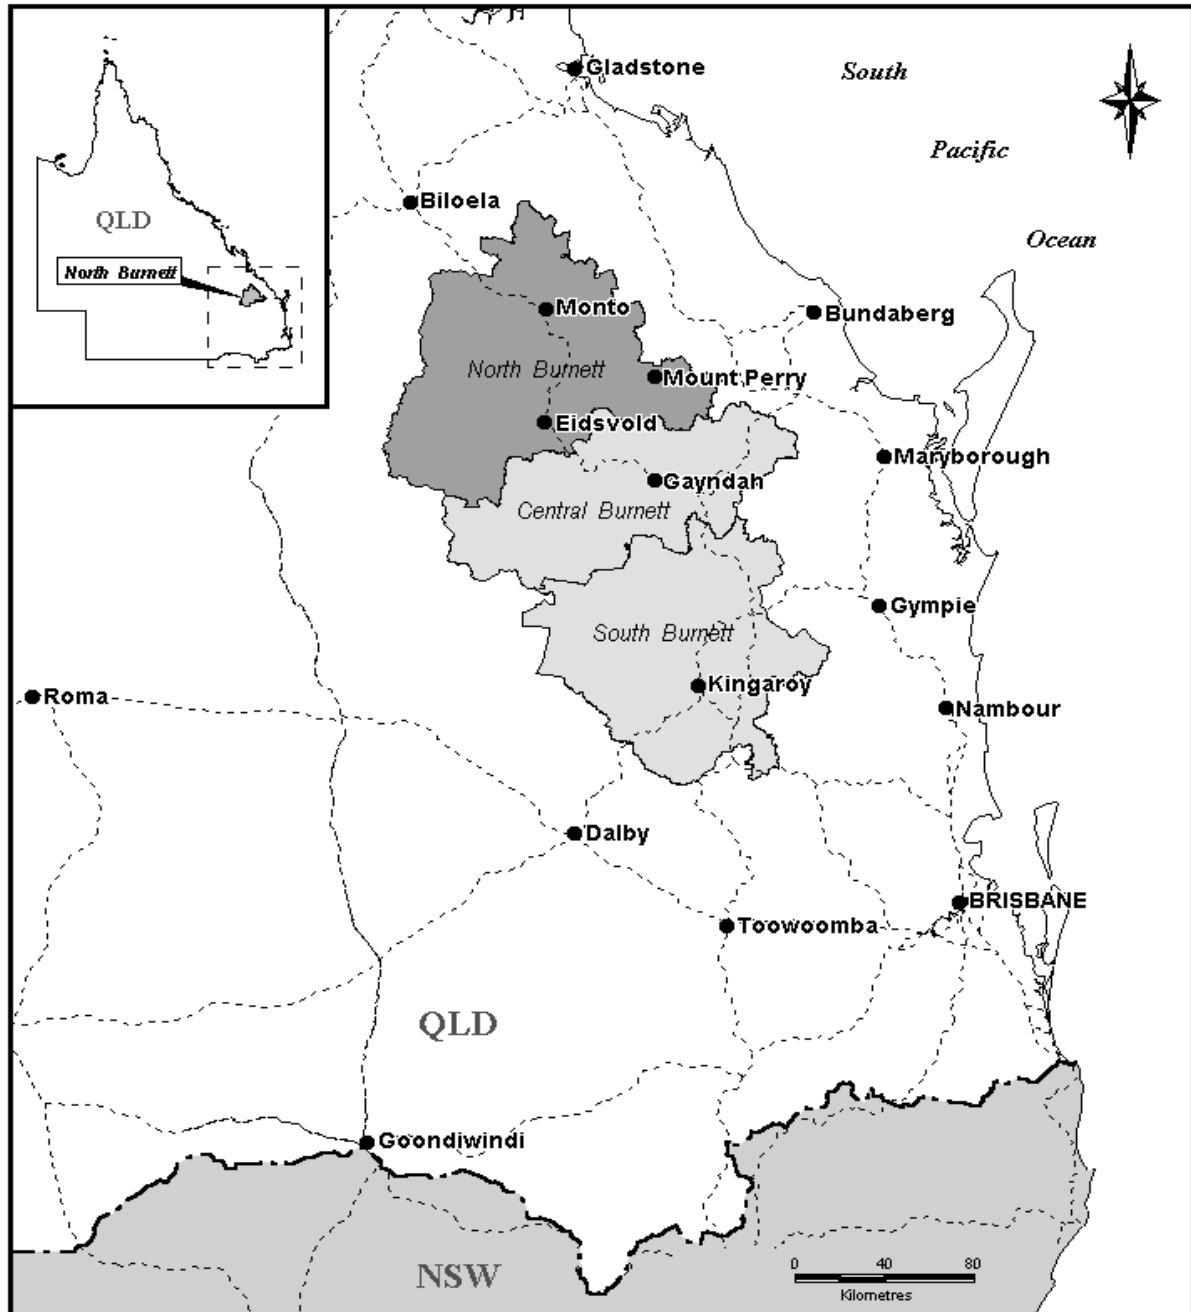 Gladstone
South
Pacific
Ocean
Biloela
QLD
North Burnett
Monto
Bundaberg
North Burnett
Mount Perry
Eidsvold
Maryborough
Gayndah
Central Burnett
Gympie
South Burnett
Kingaroy
Roma
Nambour
Dalby
BRISBANE
Toowoomba
QLD
Goondiwindi
NSW
0 40 80
Kilometres